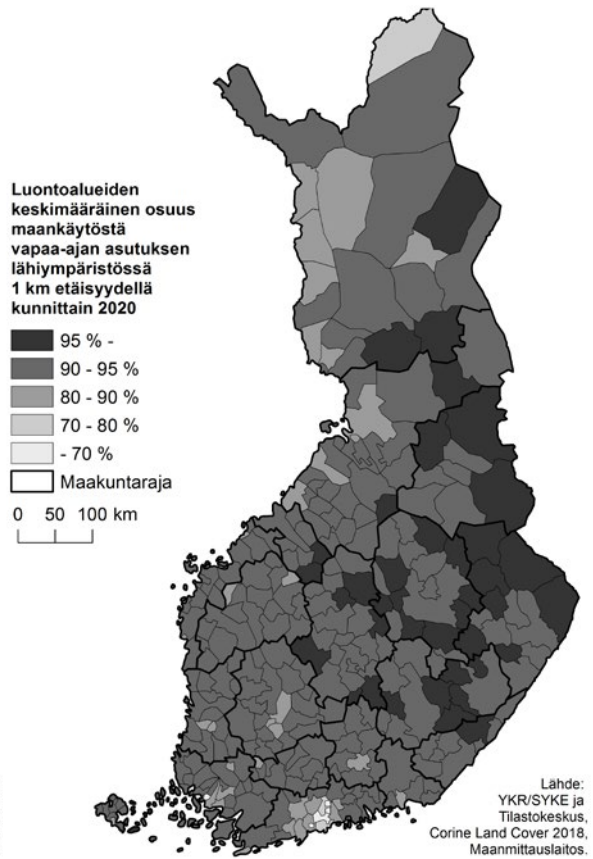 Luontoalueiden
keskimääräinen osuus
maankäytöstä
vapaa-ajan asutuksen
lähiympäristössä
1 km etäisyydellä
kunnittain 2020
95 % -
90 - 95 %
80 - 90 %
70 - 80 %
- 70 %
Maakuntaraja
0 50 100 km
Lähde:
YKR/SYKE ja
Tilastokeskus,
Corine Land Cover 2018,
Maanmittauslaitos.